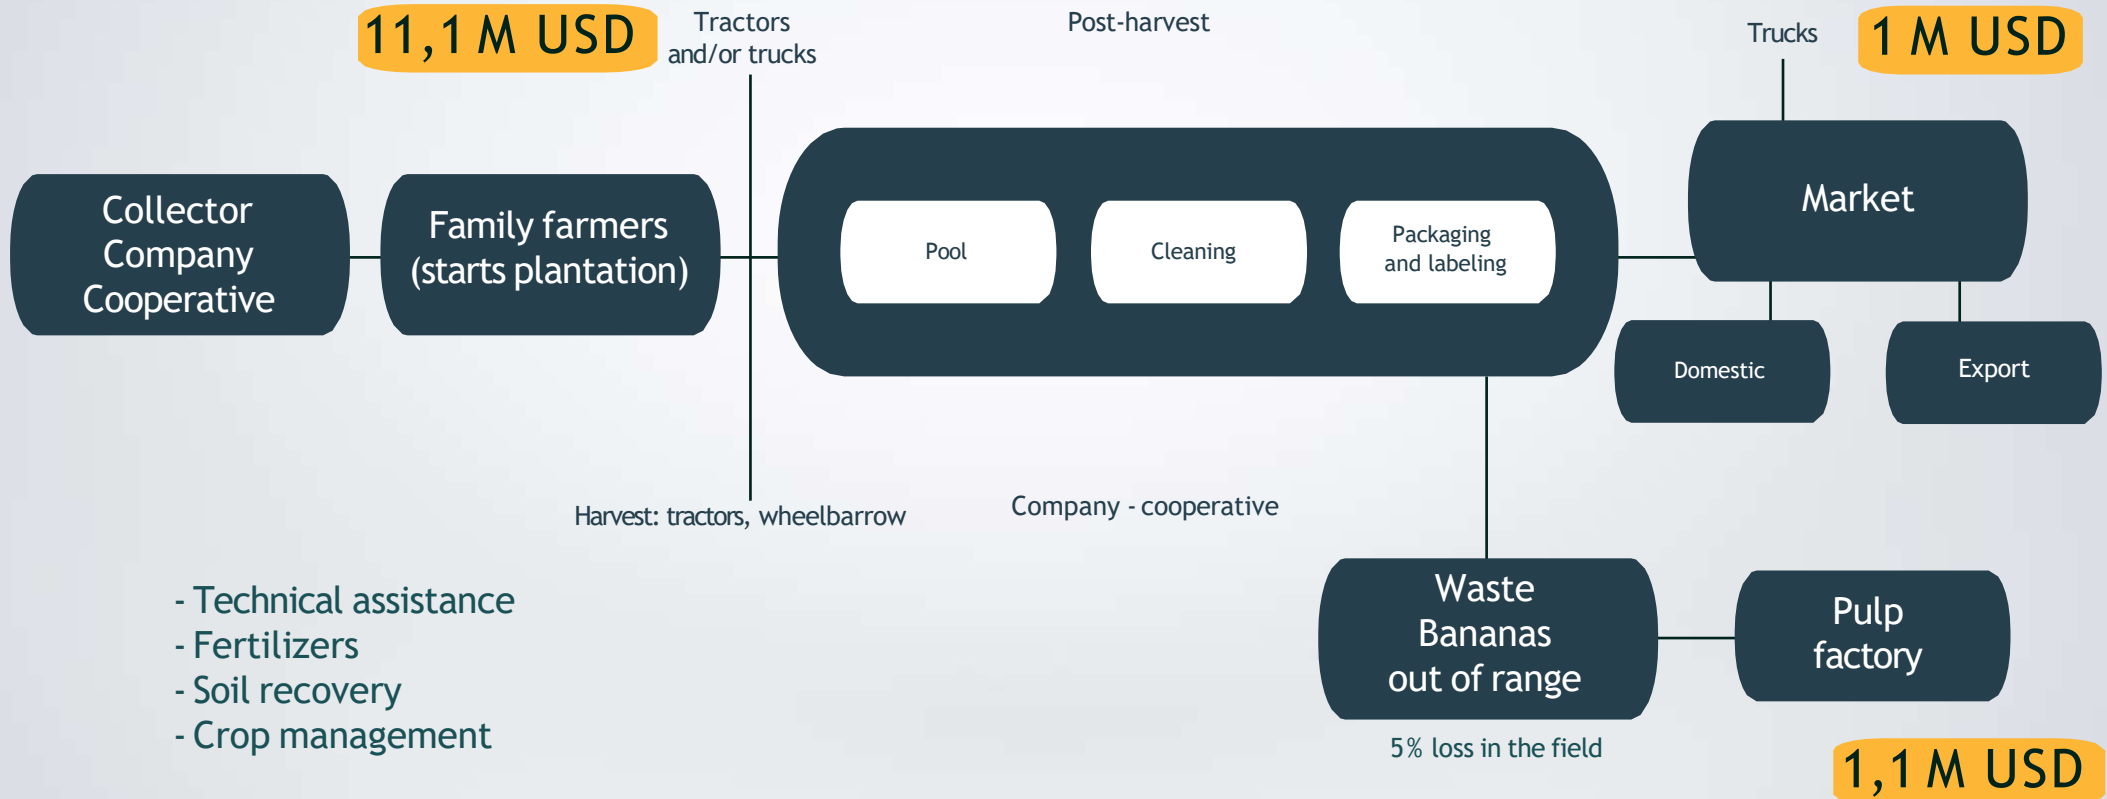 11,1 M USD
Tractors
and/or trucks
Post-harvest
Trucks
1 M USD
Collector
Company
Cooperative
Family farmers
(starts plantation)
Pool
Cleaning
Packaging
and labeling
Market
Domestic
Export
Harvest: tractors, wheelbarrow
Company - cooperative
- Technical assistance
- Fertilizers
- Soil recovery
- Crop management
Waste
Bananas
out of range
5% loss in the field
Pulp
factory
1,1 M USD